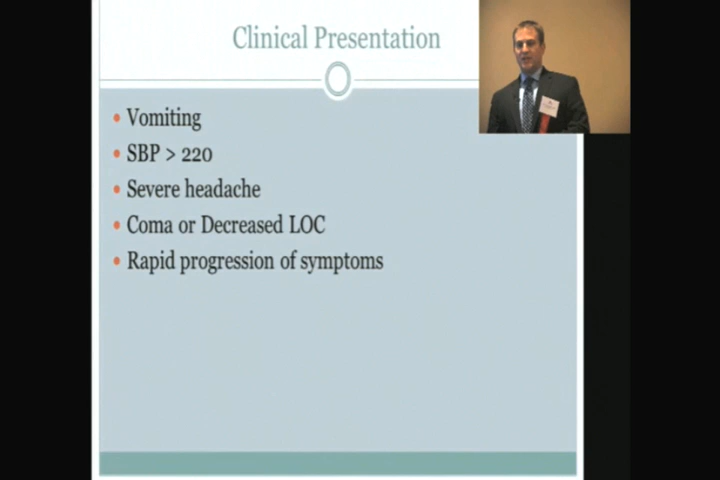 Clinical Presentation
Vomiting
SBP > 220
Severe headache
Coma or Decreased LOC
Rapid progression of symptoms